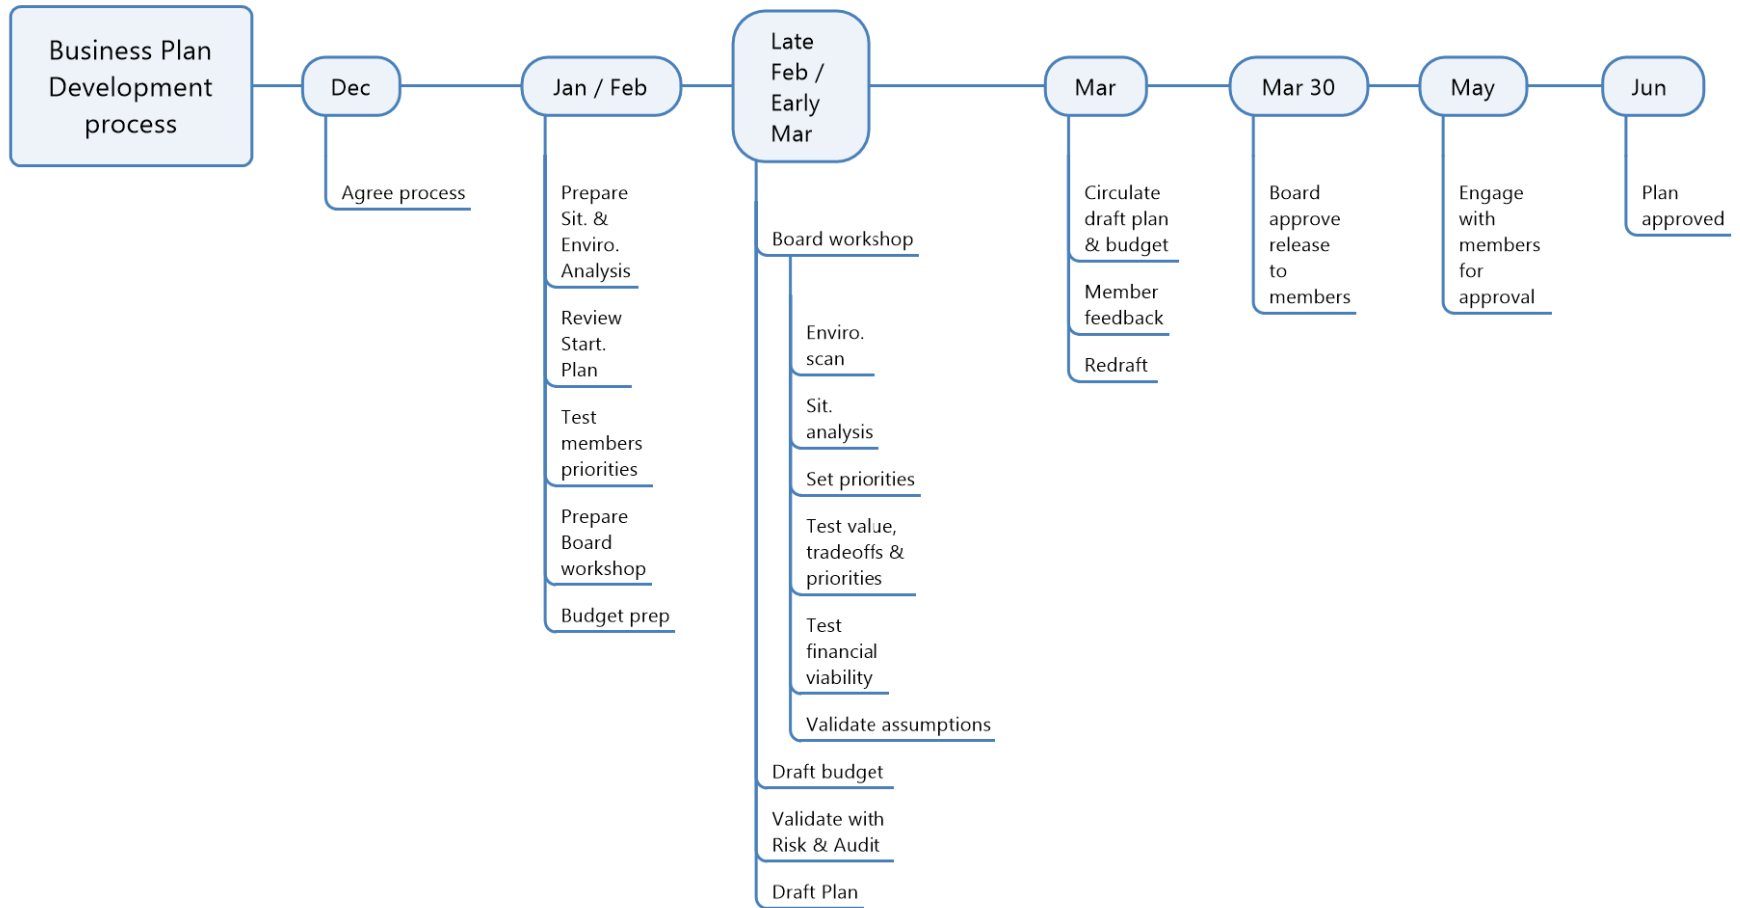 Business Plan
Development
process
Dec
Agree process
Jan / Feb
Prepare
Sit. &
Enviro.
Analysis
Review
Start.
Plan
Test
members
priorities
Prepare
Board
workshop
Budget prep
Late
Feb /
Early
Mar
Board workshop
Enviro.
scan
Sit.
analysis
Set priorities
Test value,
tradeoffs &
priorities
Test
financial
viability
Validate assumptions
Draft budget
Validate with
Risk & Audit
Draft Plan
Mar
Circulate
draft plan
& budget
Member
feedback
Redraft
Mar 30
Board
approve
release
to
members
May
Engage
with
members
for
approval
Jun
Plan
approved